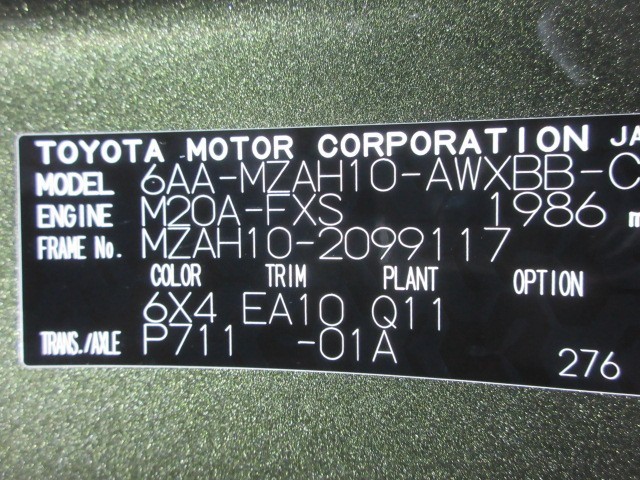 TOYOTA MOTOR CORPORATION JA
MODEL 6AA-MZAH10-AWXBB-C
ENGINE M20A-FXS 1986 m
FRAME No. MZAH10-2099117
COLOR TRIM PLANT OPTION
6X4 EA10 Q11
TRANS./AXLE P711 -01A
276